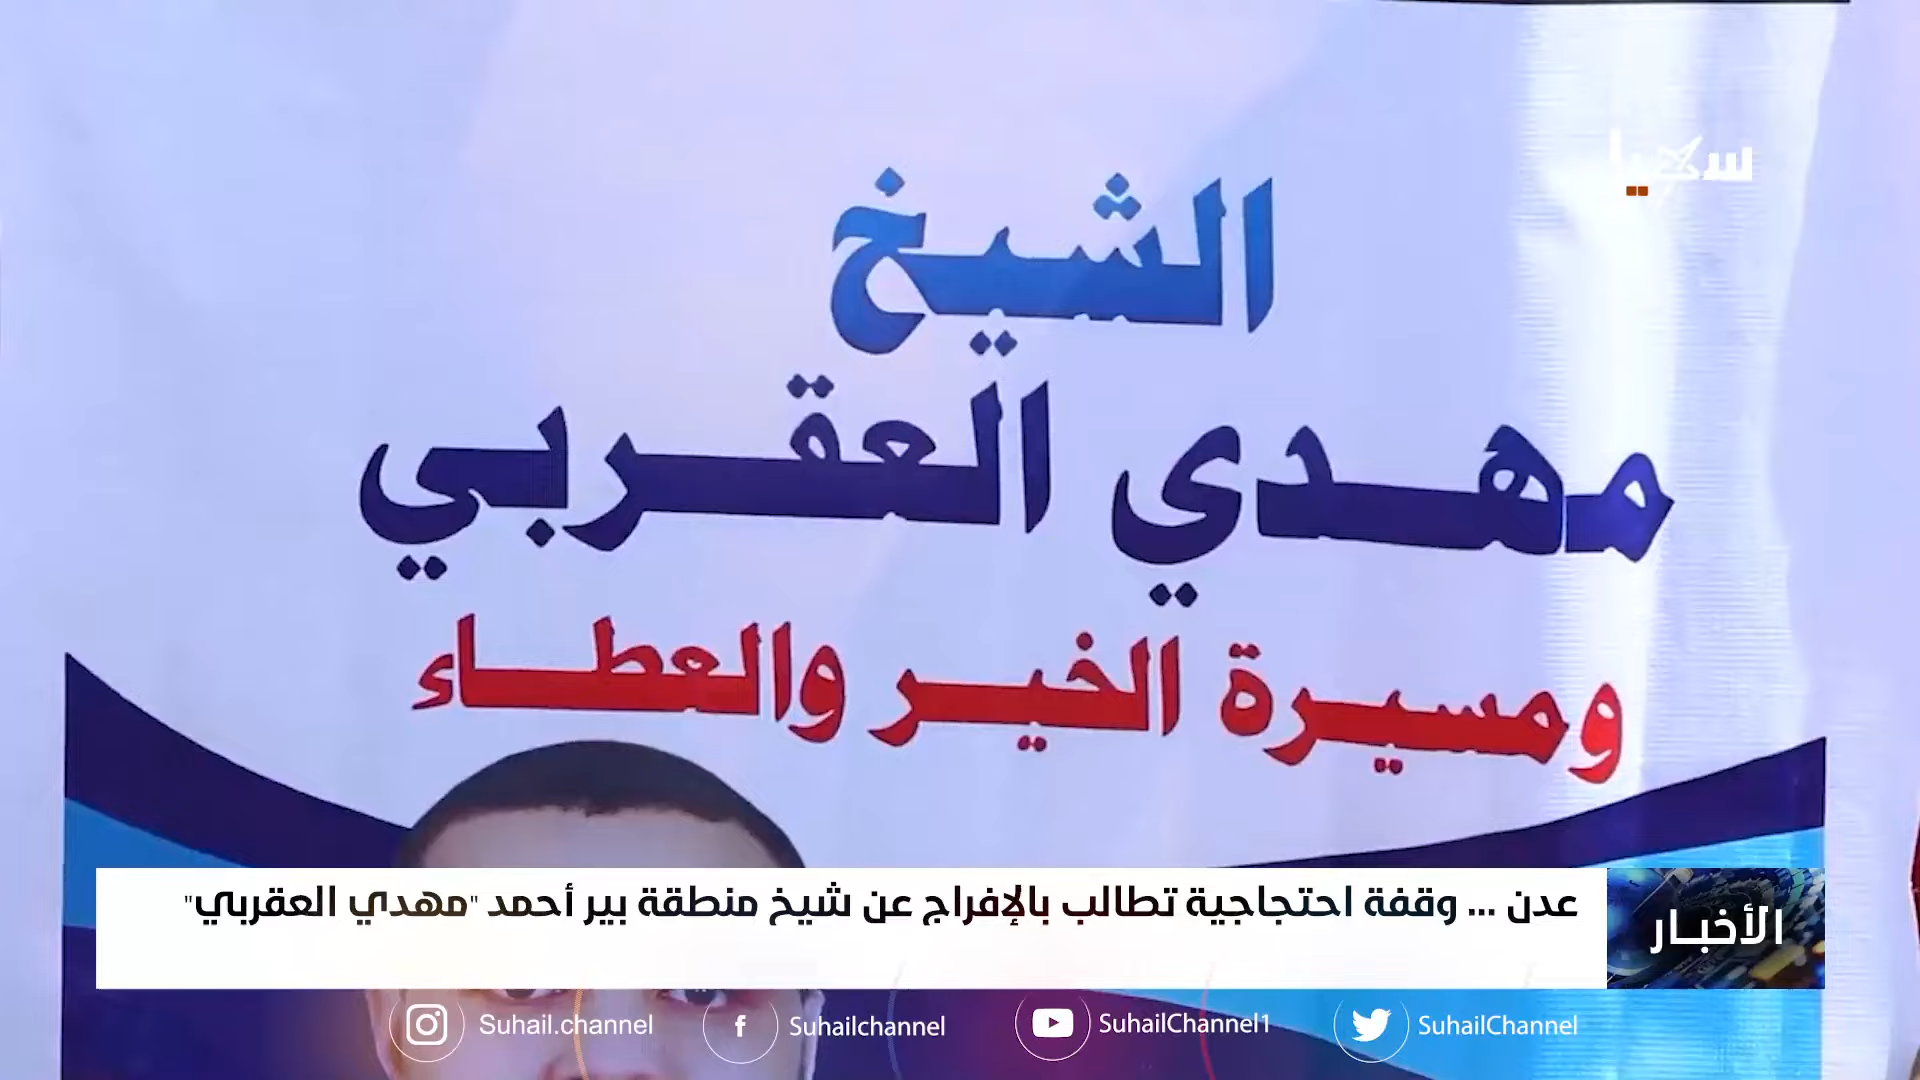 سهيل
الشيخ
مهدي العقربي
ومسيرة الخير والعطاء
عدن ... وقفة احتجاجية تطالب بالإفراج عن شيخ منطقة بير أحمد "مهدي العقربي"
الأخبار
Suhail.channel
Suhailchannel
SuhailChannel1
SuhailChannel